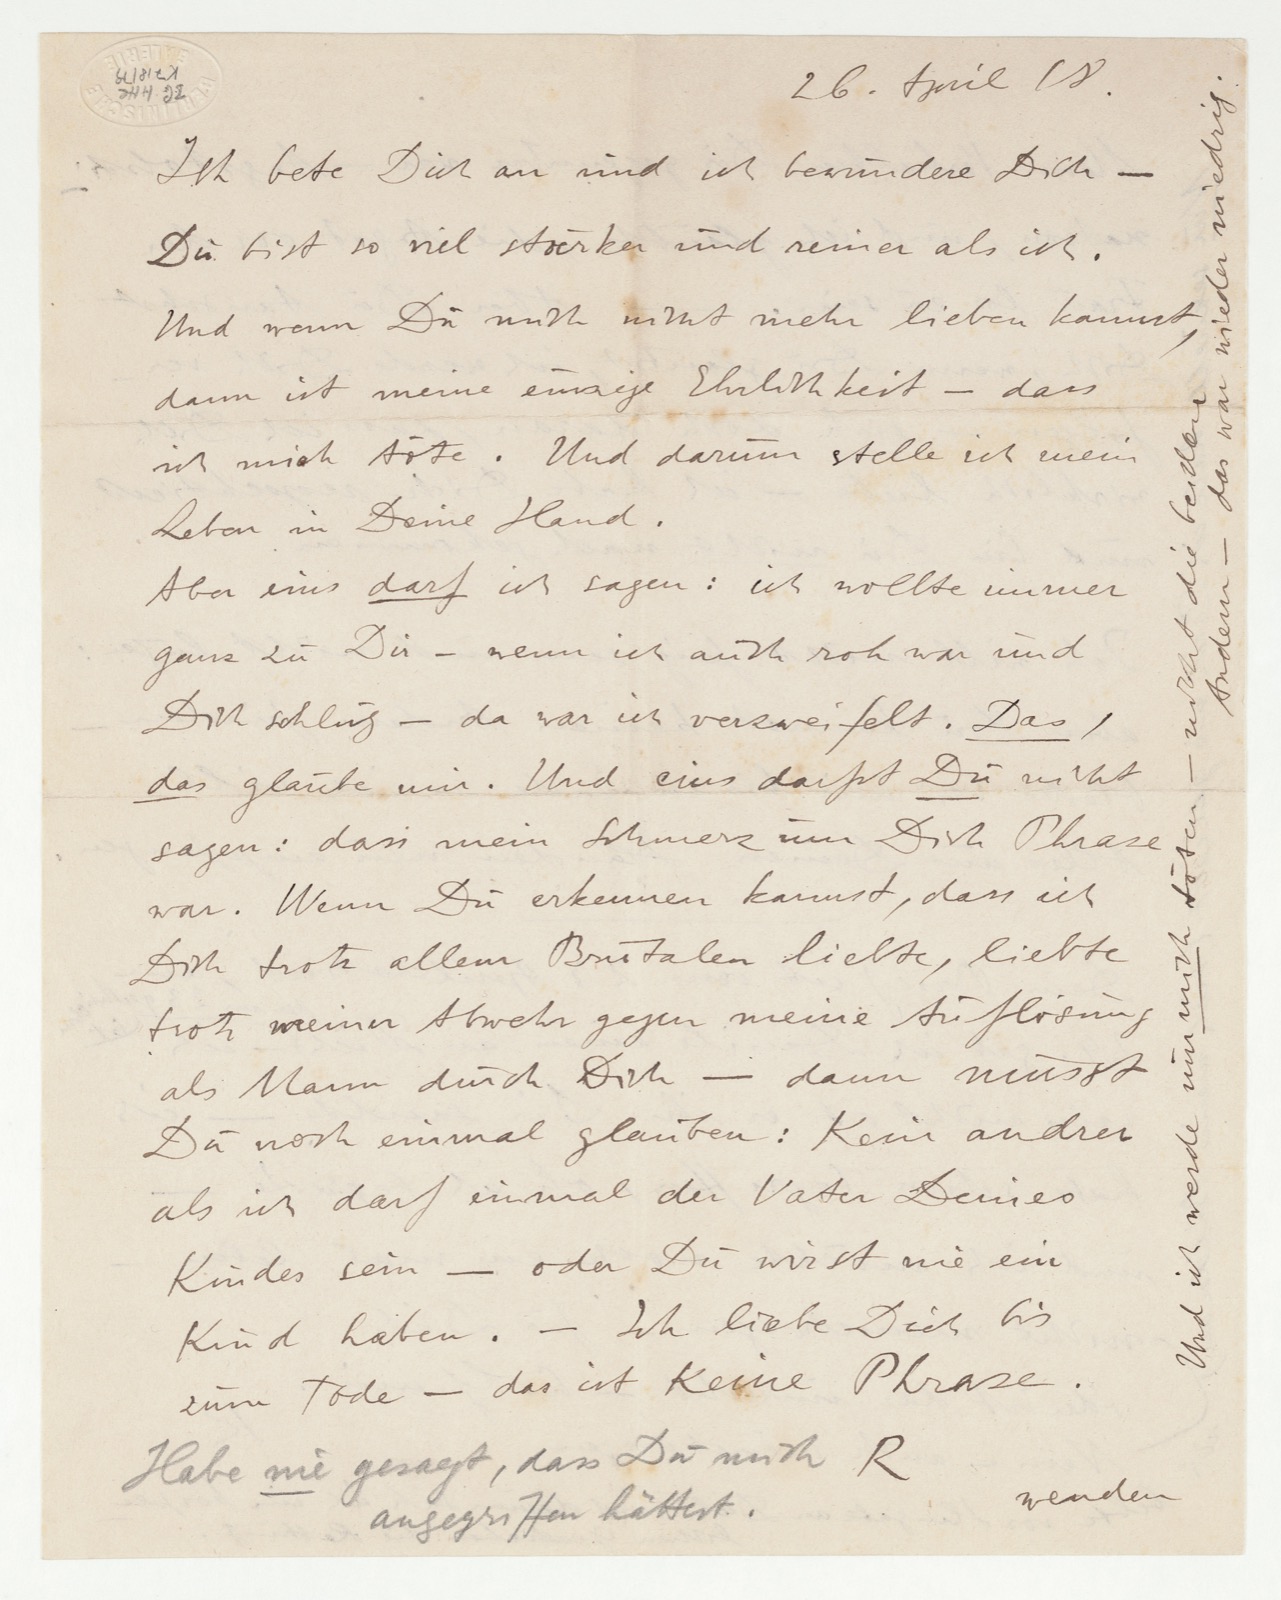 BG-HHC
K 718/79
26. April 18.
Ich bete Dich an und ich bewundere Dich —
Du bist so viel stärker und reiner als ich.
Und wenn Du mich nicht mehr lieben kannst,
dann ist meine einzige Ehrlichkeit — dass
ich mich töte. Und darum stelle ich mein
Leben in Deine Hand.
Aber eins darf ich sagen: ich wollte immer
ganz zu Dir – wenn ich auch roh war und
Dich schlug — da war ich verzweifelt. Das,
das glaube mir. Und eins darfst Du nicht
sagen: dass mein Schmerz um Dich Phrase
war. Wenn Du erkennen kannst, dass ich
Dich trotz allem Brutalen liebte, liebte
trotz meiner Abwehr gegen meine Auflösung
als Mann durch Dich — dann musst
Du noch einmal glauben: Kein andrer
als ich darf einmal der Vater Deines
Kindes sein — oder Du wirst nie ein
Kind haben. — Ich liebe Dich bis
zum Tode — das ist keine Phrase.
R
Habe nie gesagt, dass Du mich
angegriffen hättest.
wenden
Und ich werde nur mich töten — nicht die beiden
Andern — das war wieder niedrig.